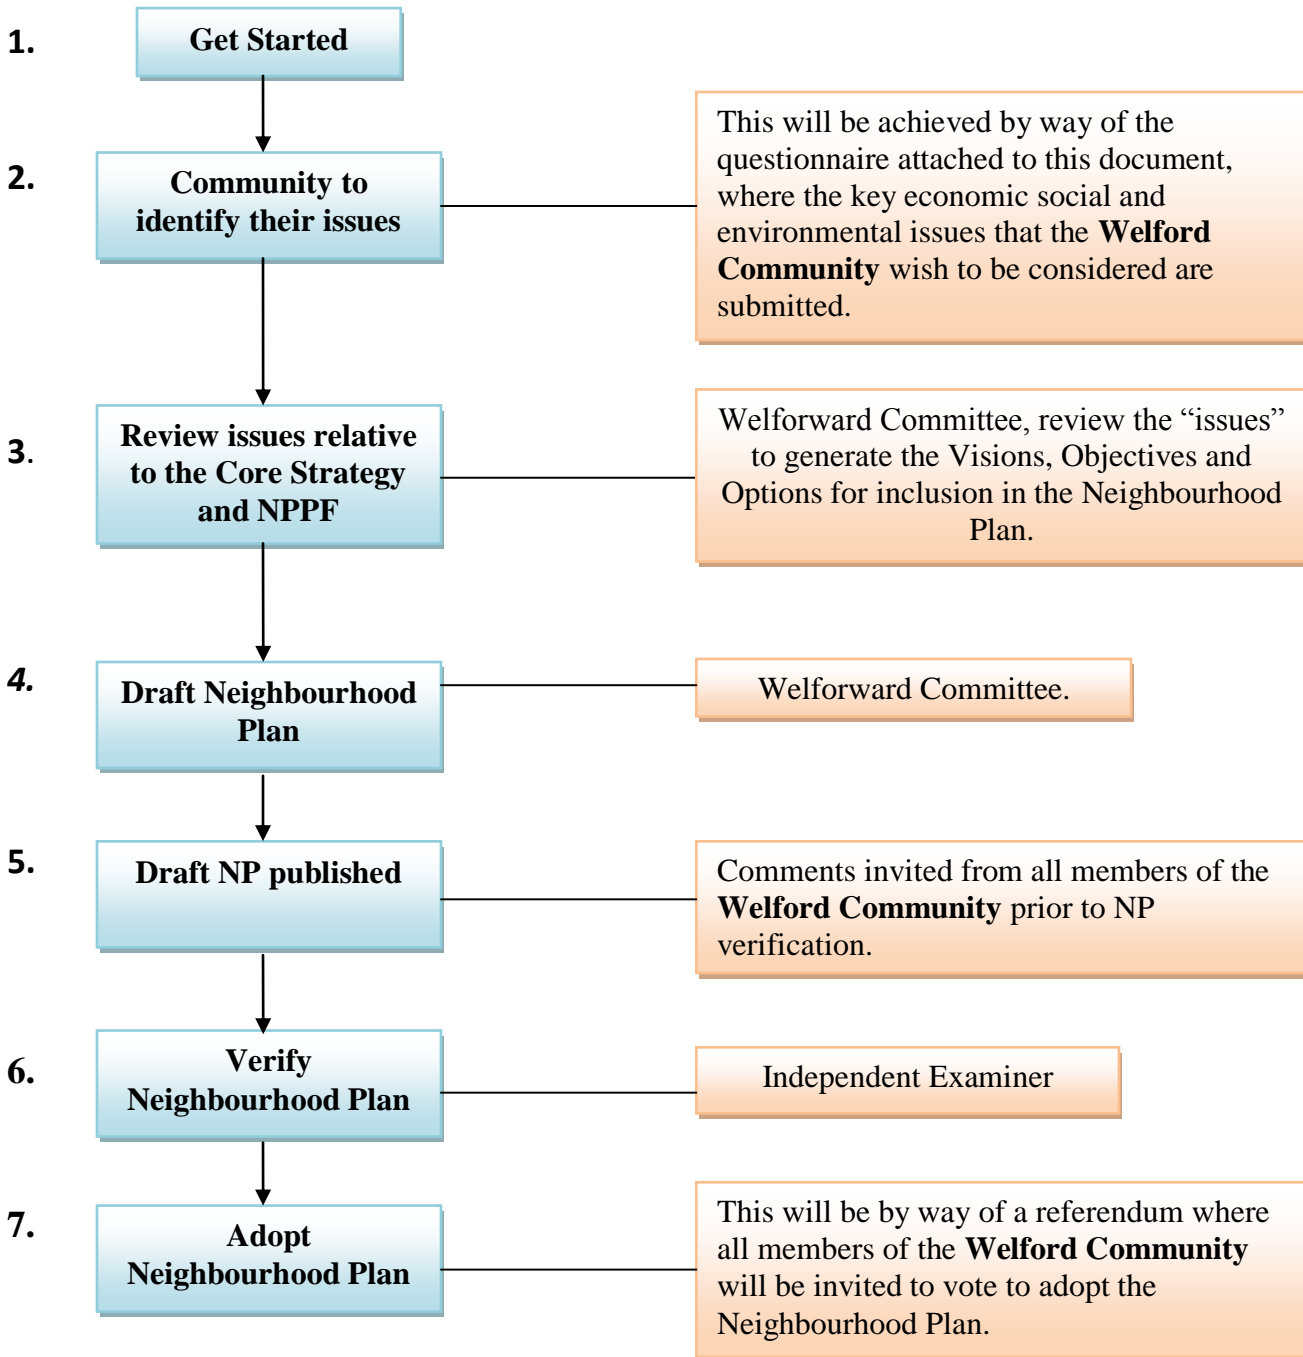 1.
Get Started
2.
Community to
identify their issues
This will be achieved by way of the
questionnaire attached to this document,
where the key economic social and
environmental issues that the Welford
Community wish to be considered are
submitted.
3.
Review issues relative
to the Core Strategy
and NPPF
Welforward Committee, review the “issues”
to generate the Visions, Objectives and
Options for inclusion in the Neighbourhood
Plan.
4.
Draft Neighbourhood
Plan
Welforward Committee.
5.
Draft NP published
Comments invited from all members of the
Welford Community prior to NP
verification.
6.
Verify
Neighbourhood Plan
Independent Examiner
7.
Adopt
Neighbourhood Plan
This will be by way of a referendum where
all members of the Welford Community
will be invited to vote to adopt the
Neighbourhood Plan.